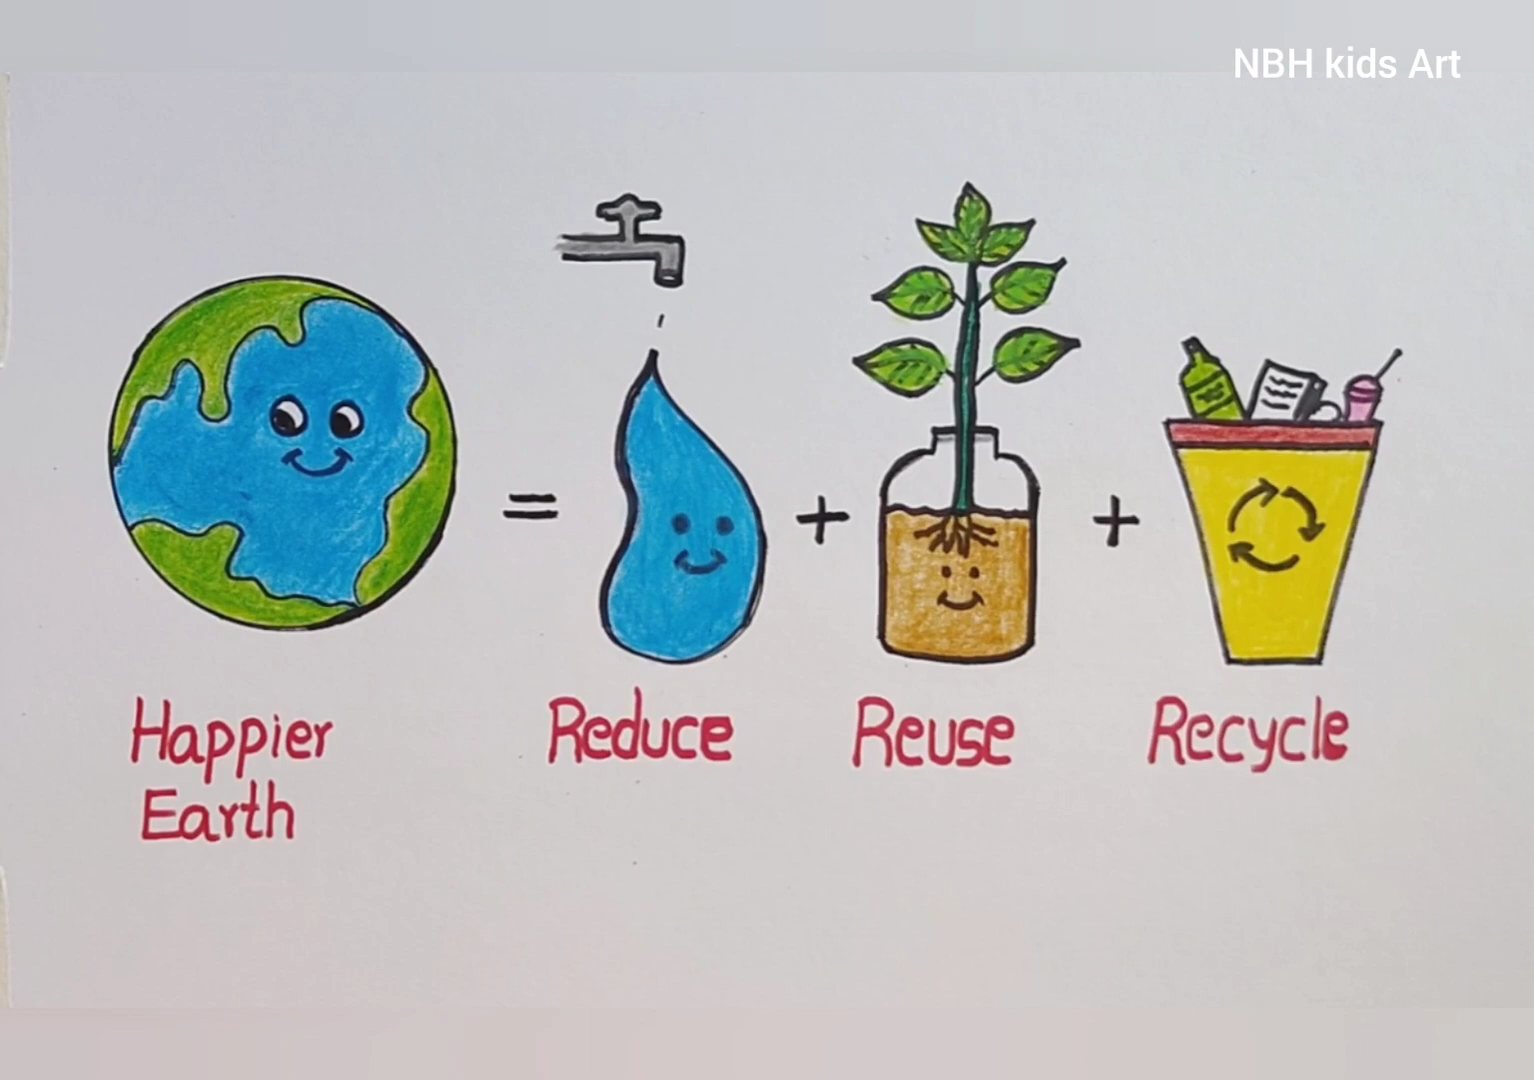 NBH kids Art
= + +
Happier Reduce Reuse Recycle
Earth